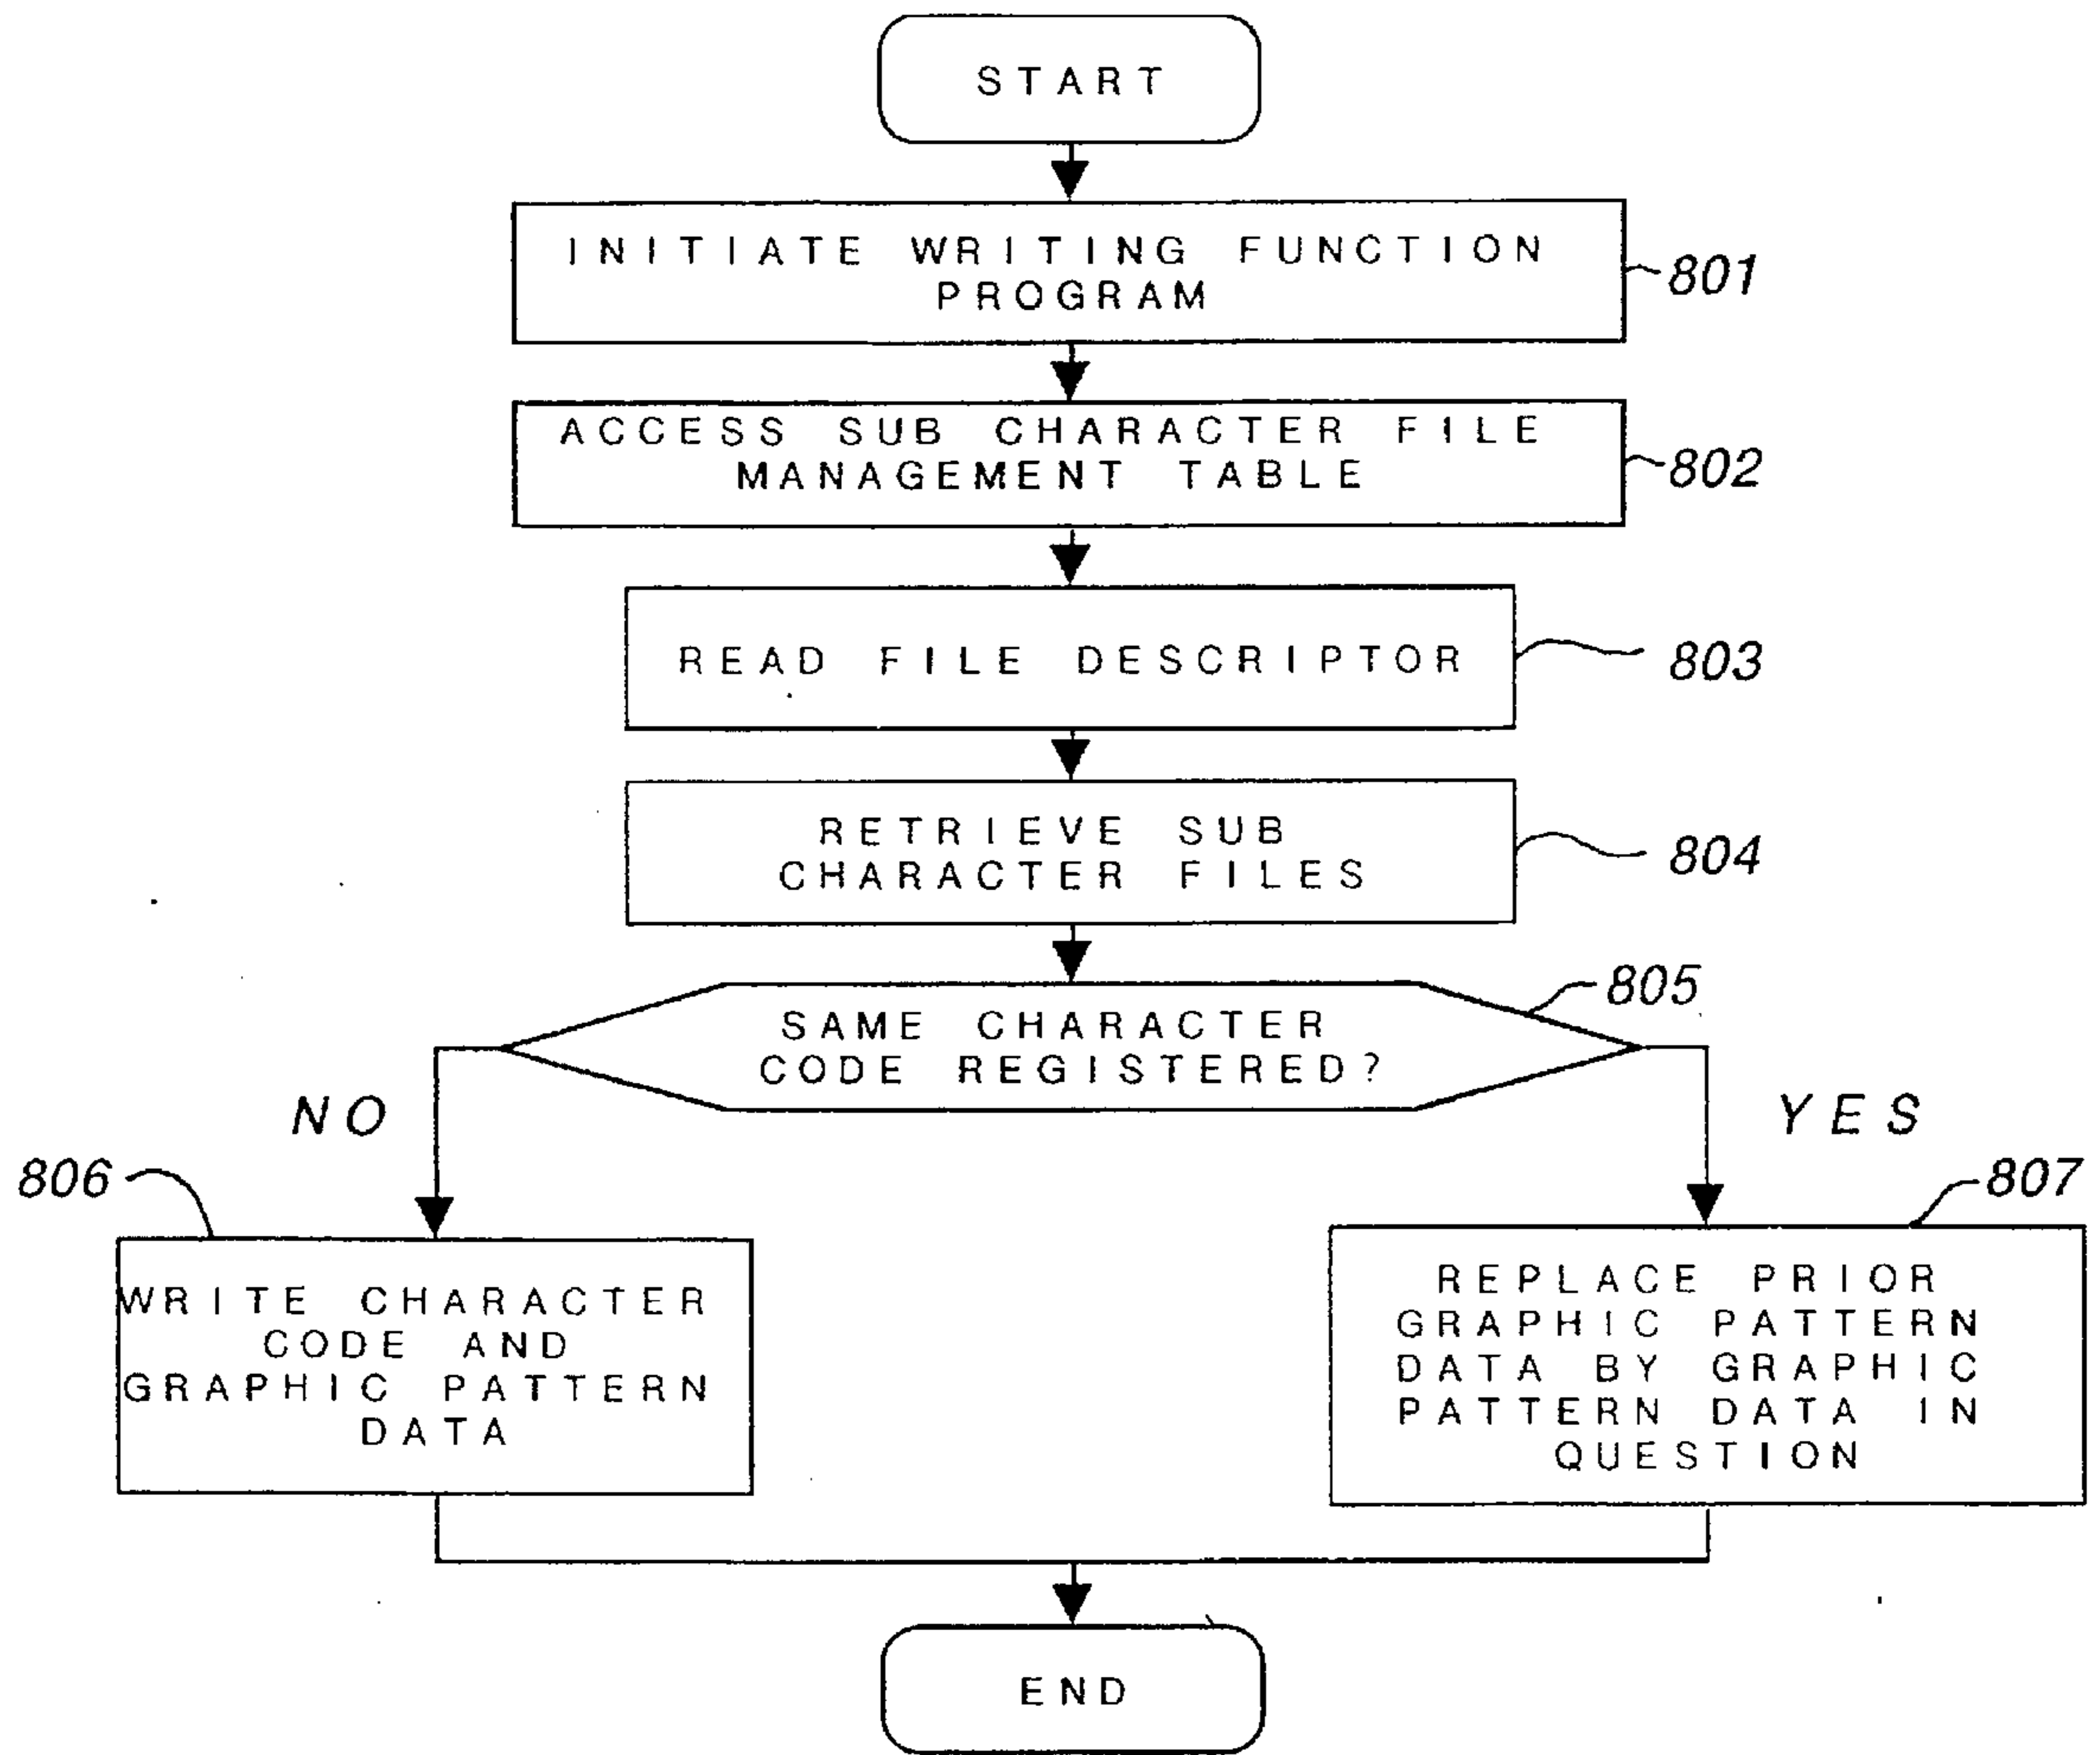 START
INITIATE WRITING FUNCTION
PROGRAM
801
ACCESS SUB CHARACTER FILE
MANAGEMENT TABLE
802
READ FILE DESCRIPTOR
803
RETRIEVE SUB
CHARACTER FILES
804
SAME CHARACTER
CODE REGISTERED?
805
NO
YES
806
WRITE CHARACTER
CODE AND
GRAPHIC PATTERN
DATA
807
REPLACE PRIOR
GRAPHIC PATTERN
DATA BY GRAPHIC
PATTERN DATA IN
QUESTION
END